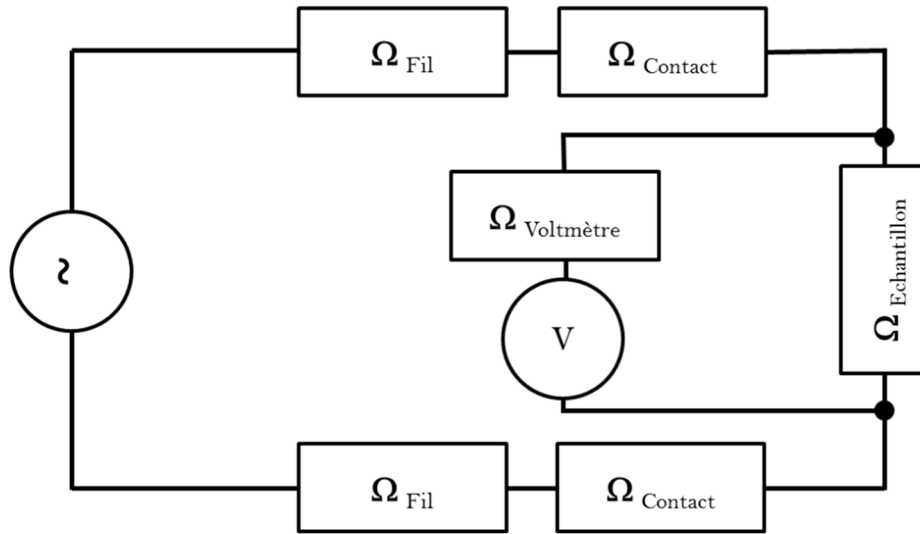 Ω Fil
Ω Contact
Ω Voltmètre
Ω Echantillon
~
V
Ω Fil
Ω Contact